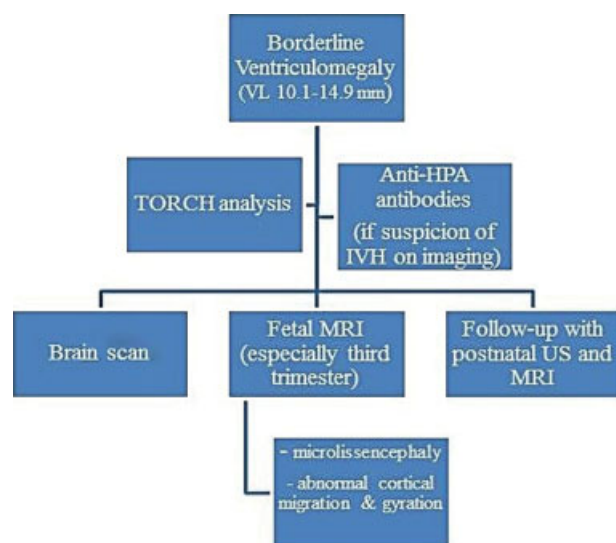 Borderline
Ventriculomegaly
(VL 10.1-14.9 mm)
TORCH analysis
Anti-HPA
antibodies
(if suspicion of
IVH on imaging)
Brain scan
Fetal MRI
(especially third
trimester)
Follow-up with
postnatal US and
MRI
- microlissencephaly
- abnormal cortical
migration & gyration